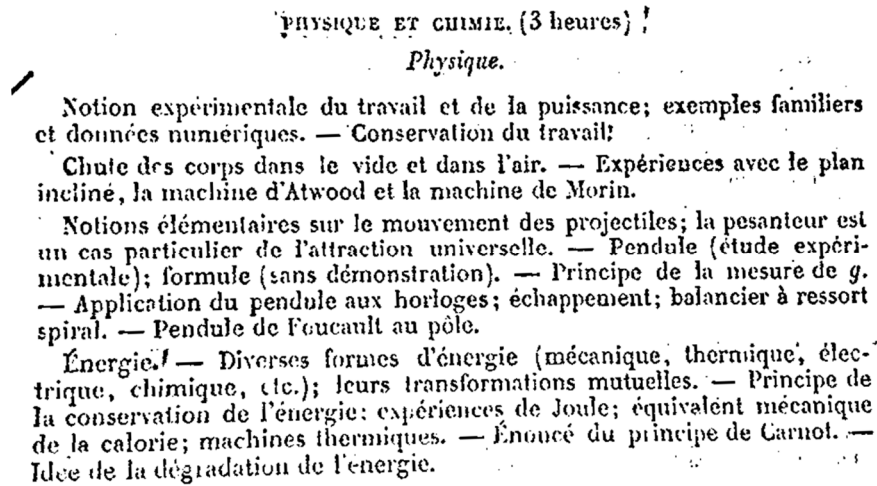 PHYSIQUE ET CHIMIE. (3 heures)
Physique.
Notion expérimentale du travail et de la puissance; exemples familiers
et données numériques. — Conservation du travail.
Chute des corps dans le vide et dans l'air. — Expériences avec le plan
incliné, la machine d'Atwood et la machine de Morin.
Notions élémentaires sur le mouvement des projectiles; la pesanteur est
un cas particulier de l'attraction universelle. — Pendule (étude expéri-
mentale); formule (sans démonstration). — Principe de la mesure de g.
— Application du pendule aux horloges; échappement; balancier à ressort
spiral. — Pendule de Foucault au pôle.
Énergie. — Diverses formes d'énergie (mécanique, thermique, élec-
trique, chimique, etc.); leurs transformations mutuelles. — Principe de
la conservation de l'énergie: expériences de Joule; équivalent mécanique
de la calorie; machines thermiques. — Énoncé du principe de Carnot. —
Idée de la dégradation de l'énergie.